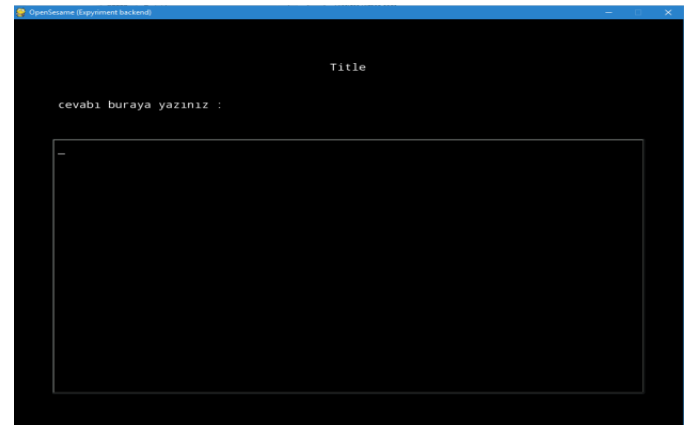 OpenSesame (Expyriment backend)
Title
cevabı buraya yazınız :